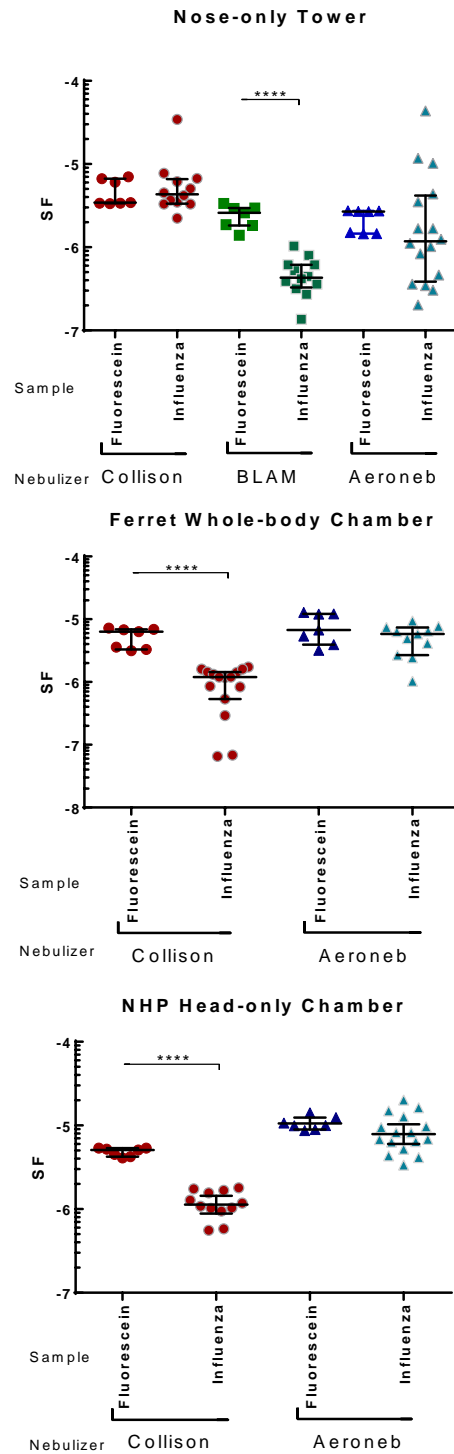 Nose-only Tower
****
-4
-5
-6
-7
SF
Sample
Fluorescein
Influenza
Fluorescein
Influenza
Fluorescein
Influenza
Nebulizer
Collison
BLAM
Aeroneb
Ferret Whole-body Chamber
****
-4
-5
-6
-7
-8
SF
Sample
Fluorescein
Influenza
Fluorescein
Influenza
Nebulizer
Collison
Aeroneb
NHP Head-only Chamber
****
-4
-5
-6
-7
SF
Sample
Fluorescein
Influenza
Fluorescein
Influenza
Nebulizer
Collison
Aeroneb